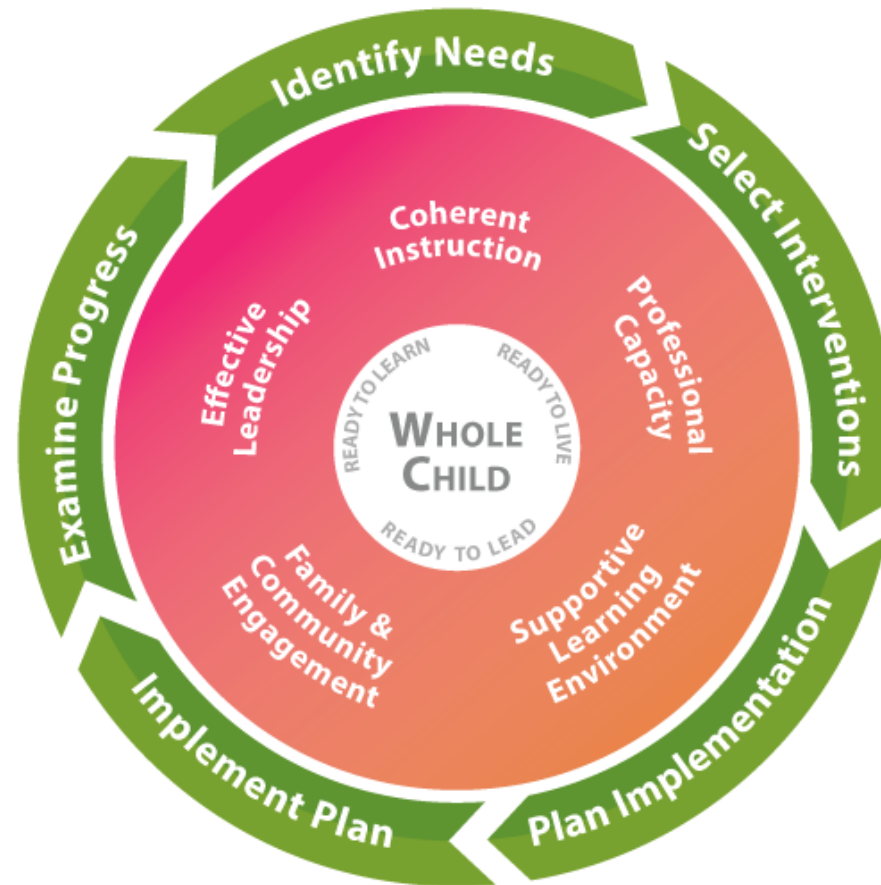 Identify Needs
Select Interventions
Plan Implementation
Implement Plan
Examine Progress
Coherent
Instruction
Professional
Capacity
Supportive
Learning
Environment
Family &
Community
Engagement
Effective
Leadership
READY TO LEARN
READY TO LIVE
WHOLE
CHILD
READY TO LEAD